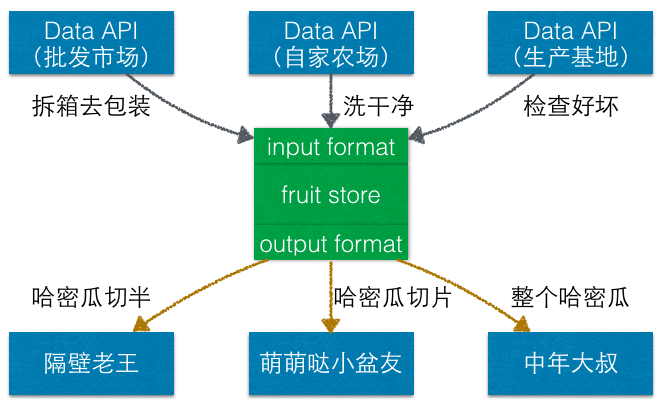 Data API
（批发市场）
Data API
（自家农场）
Data API
（生产基地）
拆箱去包装
洗干净
检查好坏
input format
fruit store
output format
哈密瓜切半
哈密瓜切片
整个哈密瓜
隔壁老王
萌萌哒小盆友
中年大叔